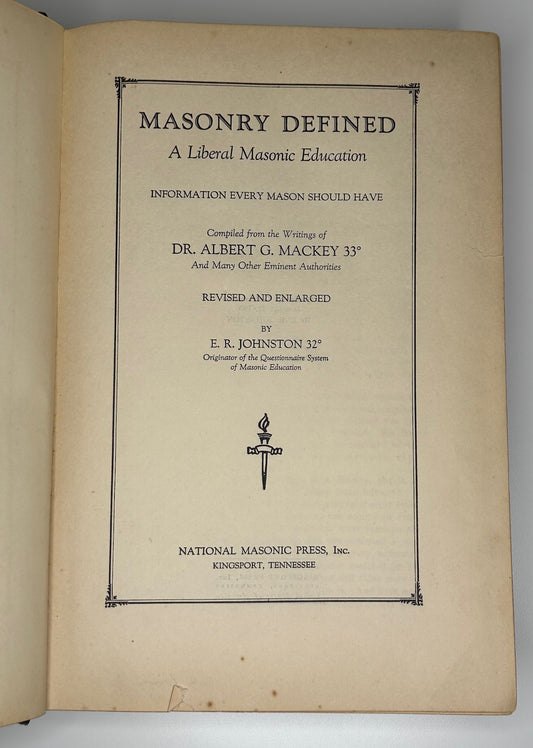 MASONRY DEFINED
A Liberal Masonic Education
INFORMATION EVERY MASON SHOULD HAVE
Compiled from the Writings of
DR. ALBERT G. MACKEY 33°
And Many Other Eminent Authorities
REVISED AND ENLARGED
BY
E. R. JOHNSTON 32°
Originator of the Questionnaire System
of Masonic Education
NATIONAL MASONIC PRESS, Inc.
KINGSPORT, TENNESSEE